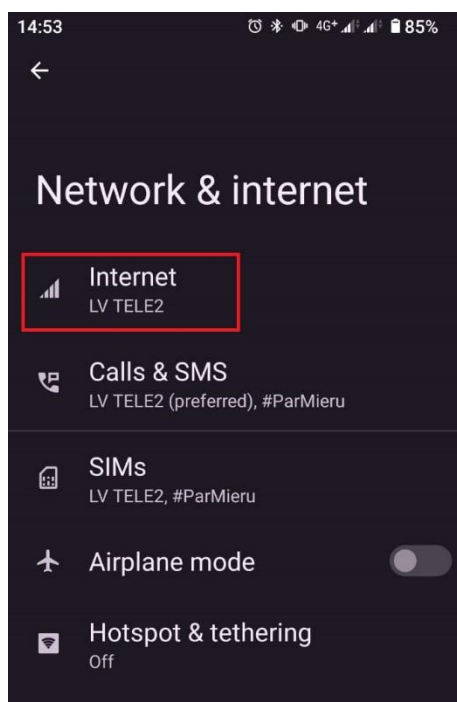 14:53 4G+ 85%
Network & internet
Internet
LV TELE2
Calls & SMS
LV TELE2 (preferred), #ParMieru
SIMs
LV TELE2, #ParMieru
Airplane mode
Hotspot & tethering
Off